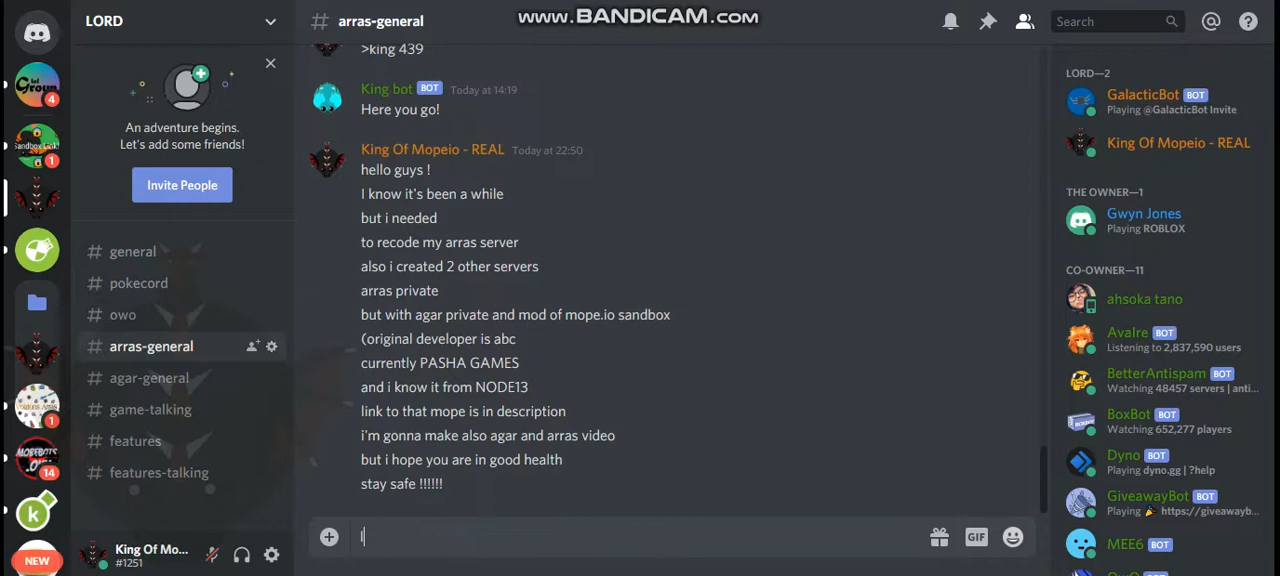 www.BANDICAM.com
LORD
# arras-general
Search
4
1
1
14
NEW
An adventure begins.
Let's add some friends!
Invite People
# general
# pokecord
# owo
# arras-general
# agar-general
# game-talking
# features
# features-talking
King Of Mo...
#1251
>king 439
King bot BOT Today at 14:19
Here you go!
King Of Mopeio - REAL Today at 22:50
hello guys !
I know it's been a while
but i needed
to recode my arras server
also i created 2 other servers
arras private
but with agar private and mod of mope.io sandbox
(original developer is abc
currently PASHA GAMES
and i know it from NODE13
link to that mope is in description
i'm gonna make also agar and arras video
but i hope you are in good health
stay safe !!!!!!
GIF
LORD—2
GalacticBot BOT
Playing @GalacticBot Invite
King Of Mopeio - REAL
THE OWNER—1
Gwyn Jones
Playing ROBLOX
CO-OWNER—11
ahsoka tano
Avalre BOT
Listening to 2,837,590 users
BetterAntispam BOT
Watching 48457 servers | anti...
BoxBot BOT
Watching 652,277 players
Dyno BOT
Playing dyno.gg | ?help
GiveawayBot BOT
Playing 🎉 https://giveawayb...
MEE6 BOT